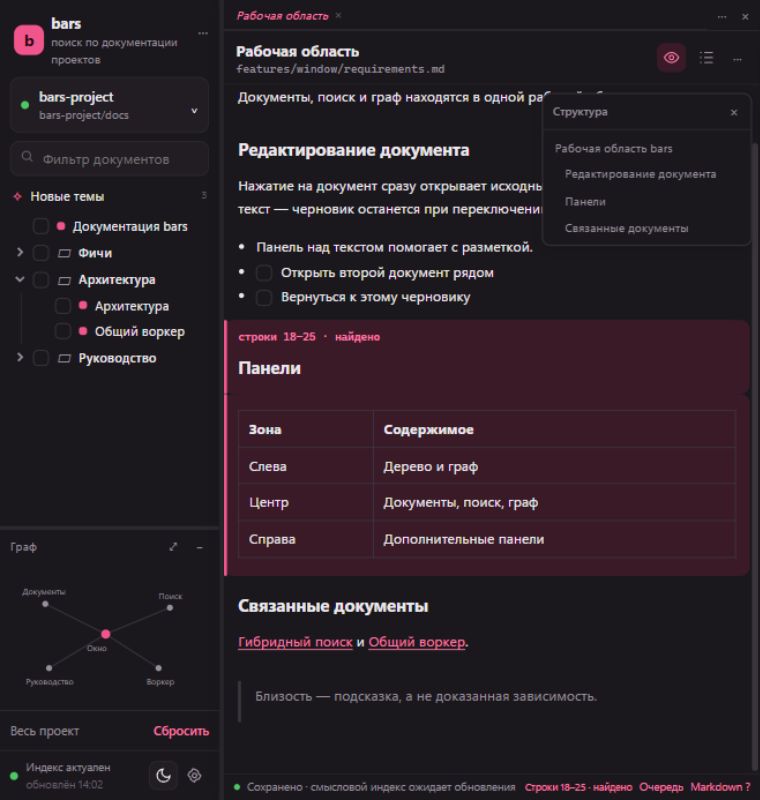 b
bars
поиск по документации
проектов
bars-project
bars-project/docs
Фильтр документов
Новые темы 3
Документация bars
Фичи
Архитектура
Архитектура
Общий воркер
Руководство
Граф
Документы
Поиск
Окно
Руководство
Воркер
Весь проект Сбросить
Индекс актуален
обновлён 14:02
Рабочая область ×
Рабочая область
features/window/requirements.md
Документы, поиск и граф находятся в одной
Редактирование документа
Нажатие на документ сразу открывает
текст — черновик останется при
• Панель над текстом помогает с разметкой.
• Открыть второй документ рядом
• Вернуться к этому черновику
Структура ×
Рабочая область bars
Редактирование документа
Панели
Связанные документы
строки 18–25 · найдено
Панели
Зона Содержимое
Слева Дерево и граф
Центр Документы, поиск, граф
Справа Дополнительные панели
Связанные документы
Гибридный поиск и Общий воркер.
Близость — подсказка, а не доказанная зависимость.
Сохранено · смысловой индекс ожидает обновления Строки 18–25 · найдено Очередь Markdown ?